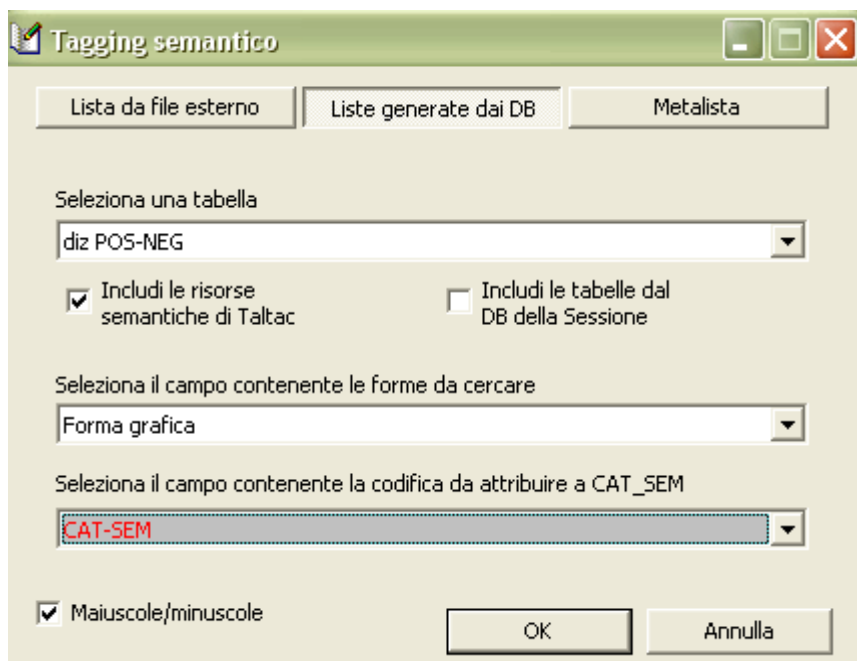 Tagging semantico
Lista da file esterno
Liste generate dai DB
Metalista
Seleziona una tabella
diz POS-NEG
Includi le risorse
semantiche di Taltac
Includi le tabelle dal
DB della Sessione
Seleziona il campo contenente le forme da cercare
Forma grafica
Seleziona il campo contenente la codifica da attribuire a CAT_SEM
CAT-SEM
Maiuscole/minuscole
OK
Annulla